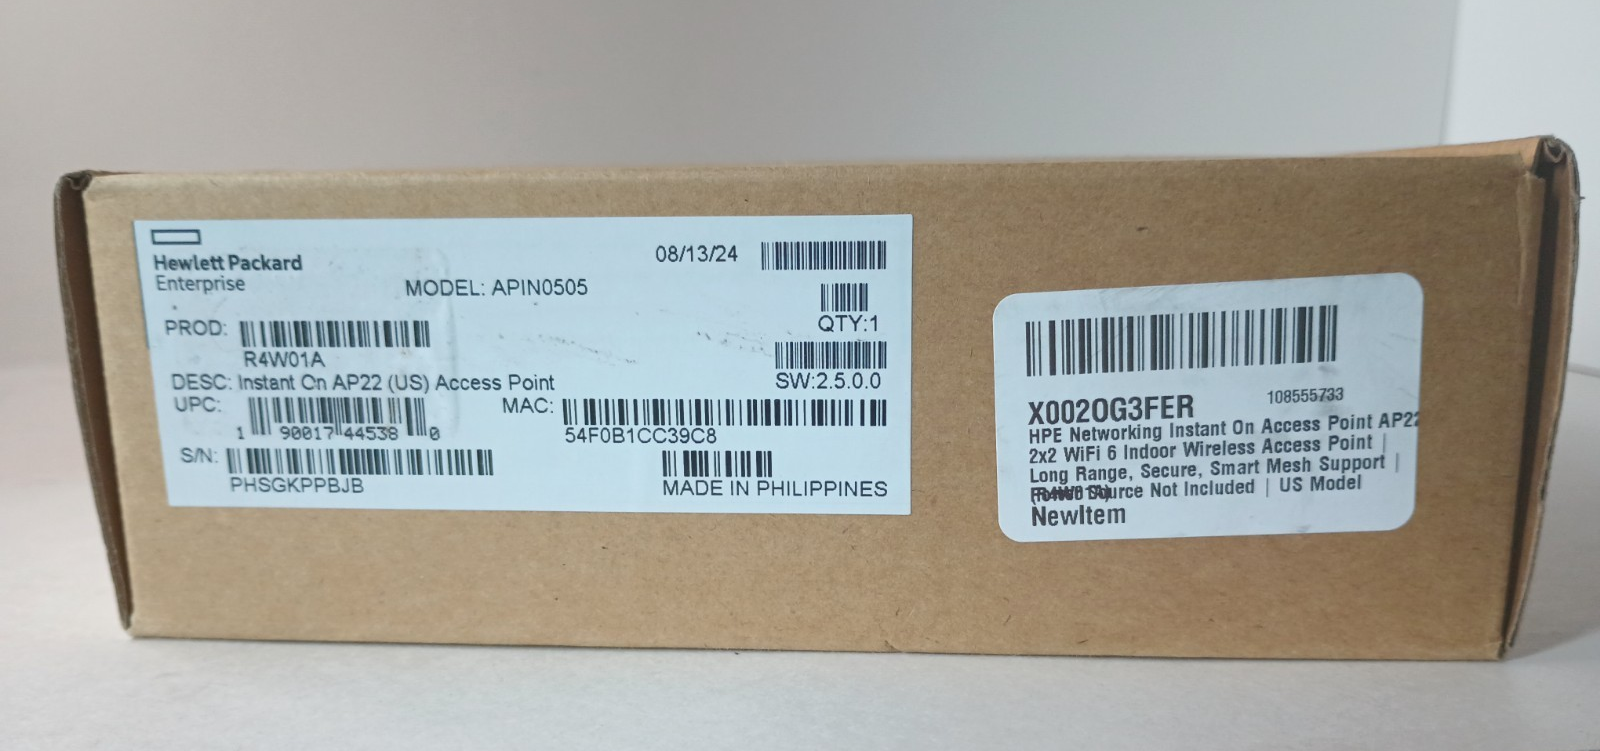 Hewlett Packard
Enterprise
08/13/24
MODEL: APIN0505
QTY:1
PROD:
R4W01A
SW:2.5.0.0
DESC: Instant On AP22 (US) Access Point
UPC:
1 90017 44538 0
MAC:
54F0B1CC39C8
S/N:
PHSGKPPBJB
MADE IN PHILIPPINES
108555733
X002OG3FER
HPE Networking Instant On Access Point AP22
2x2 WiFi 6 Indoor Wireless Access Point |
Long Range, Secure, Smart Mesh Support |
Source Not Included | US Model
NewItem